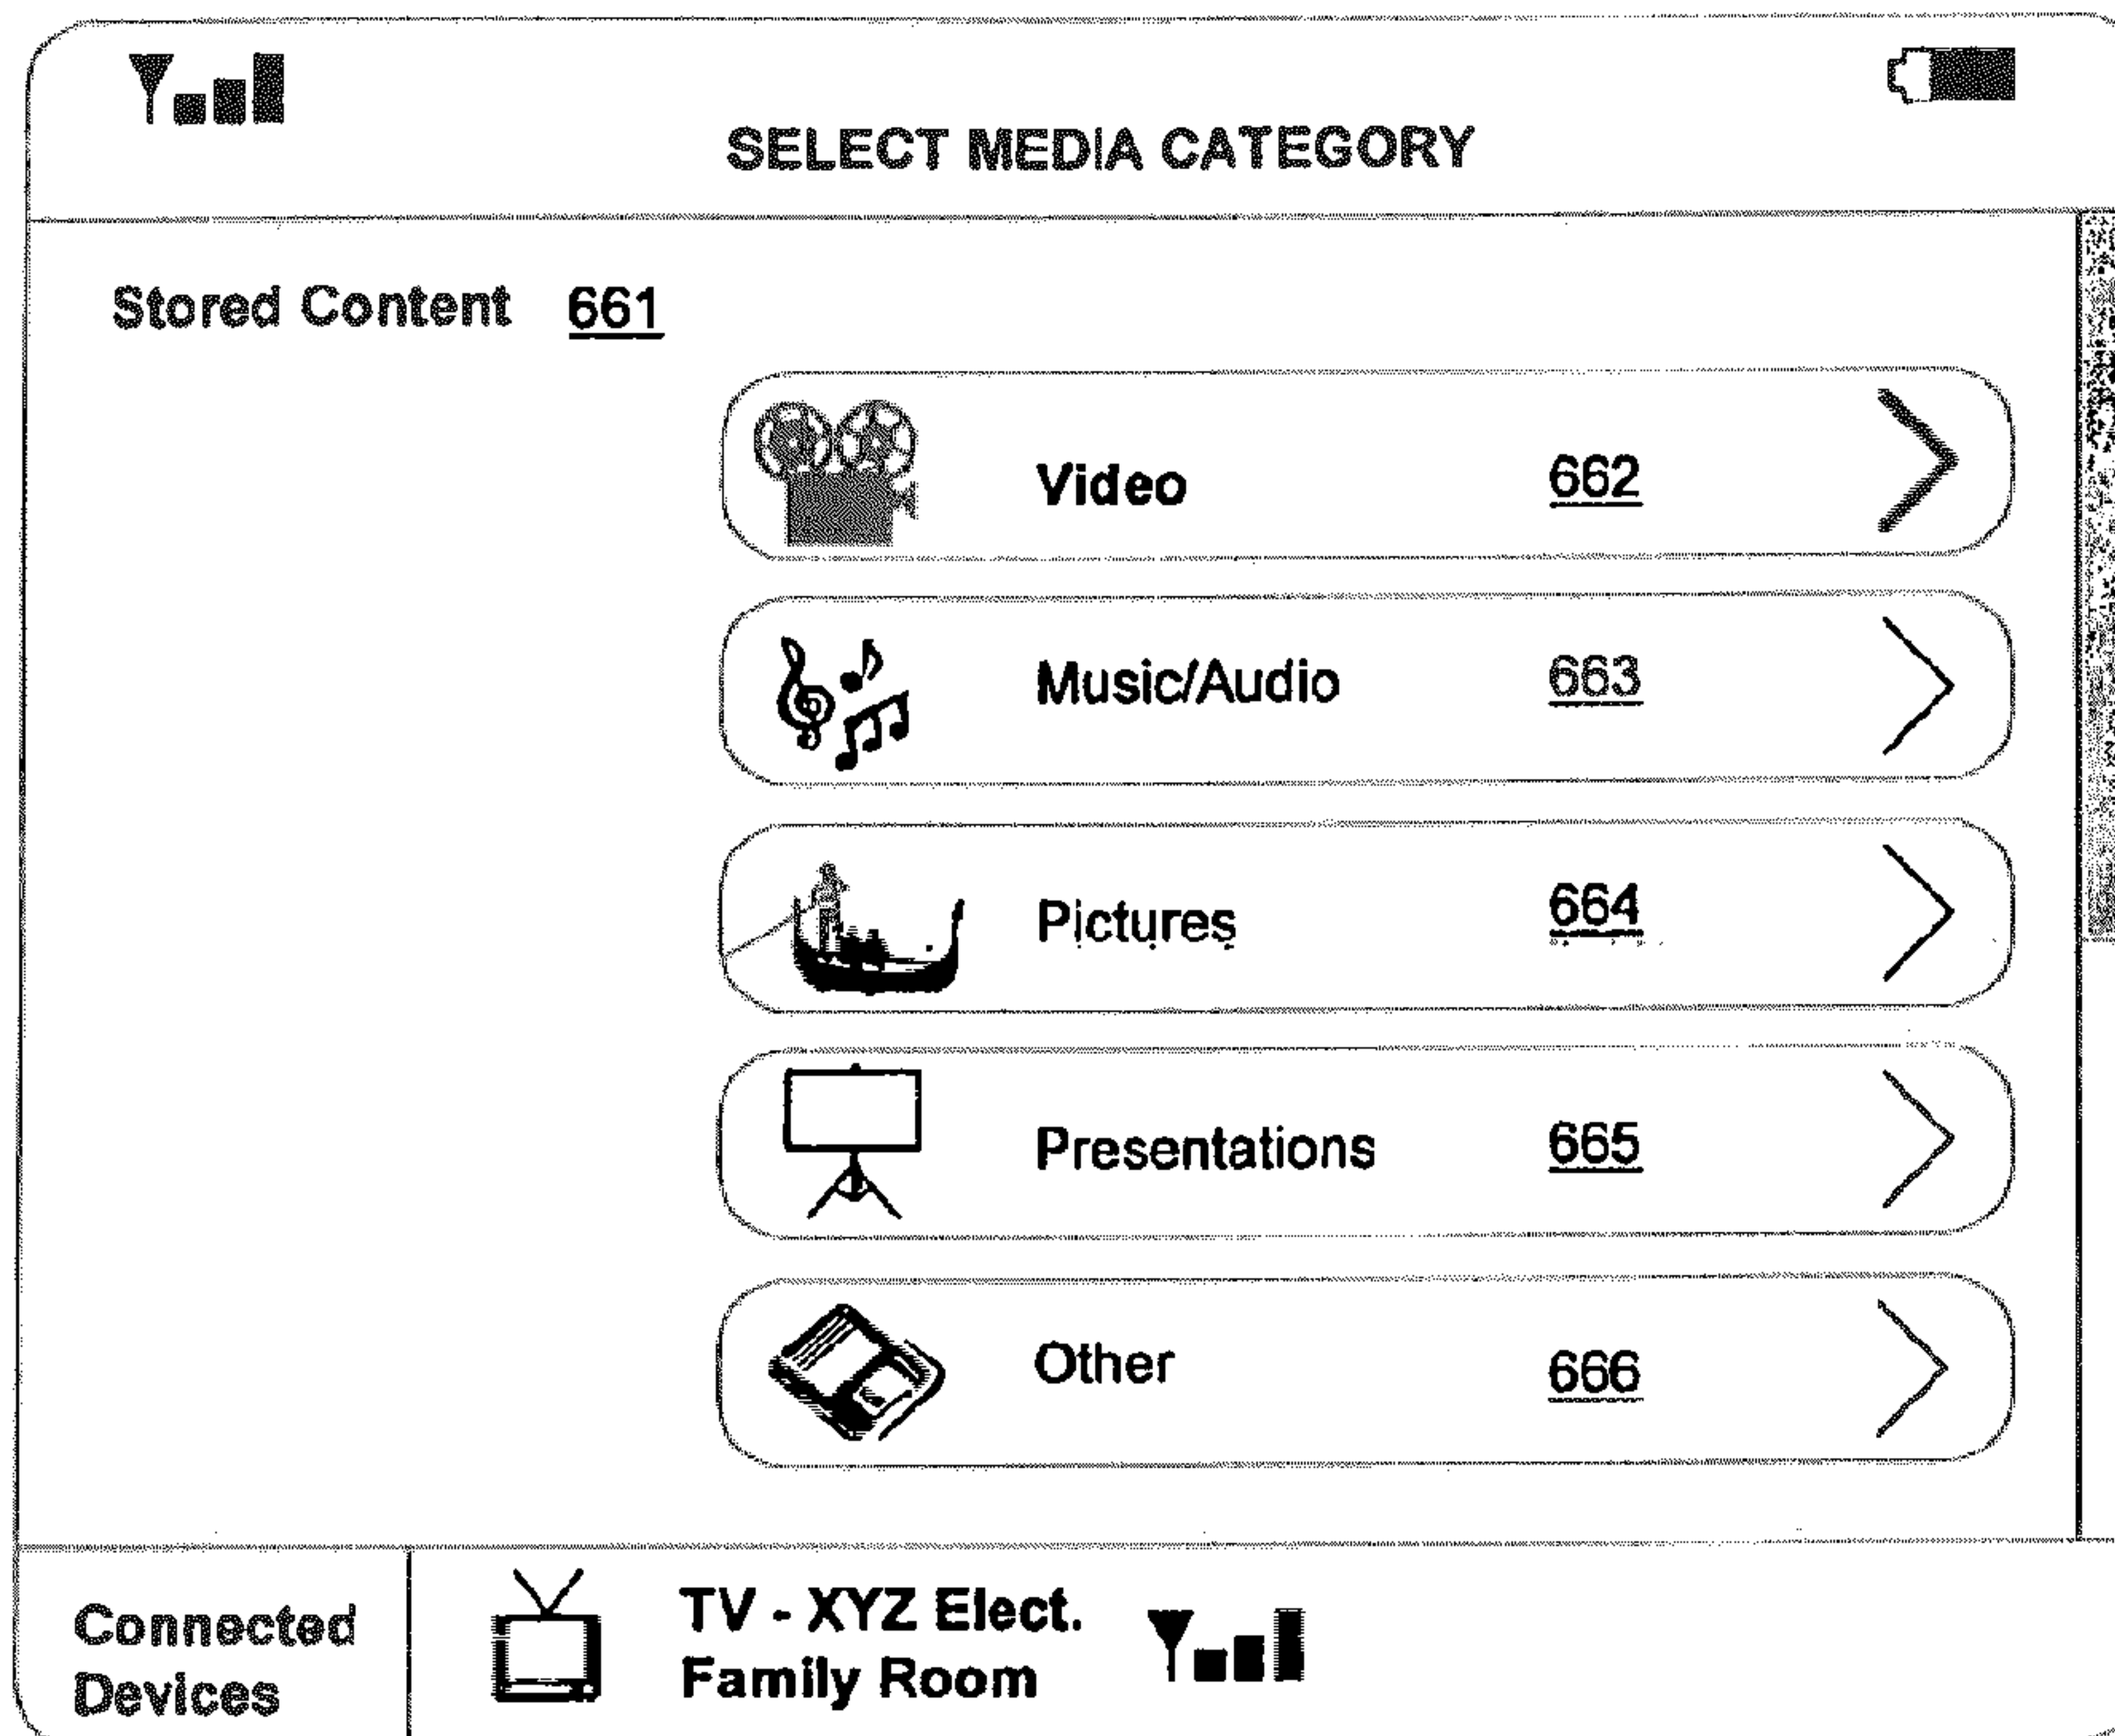 SELECT MEDIA CATEGORY
Stored Content 661
Video 662
Music/Audio 663
Pictures 664
Presentations 665
Other 666
Connected
Devices
TV - XYZ Elect.
Family Room